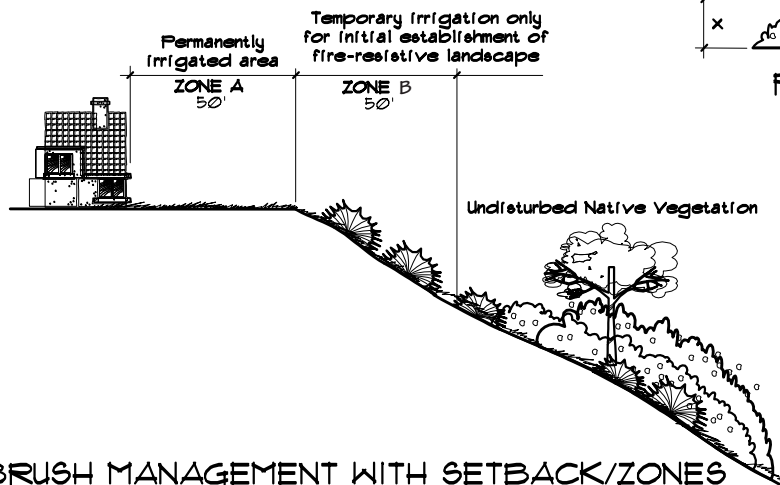 Temporary irrigation only
for initial establishment of
fire-resistive landscape
Permanently
irrigated area
ZONE A
50'
ZONE B
50'
x
Undisturbed Native Vegetation
BRUSH MANAGEMENT WITH SETBACK/ZONES